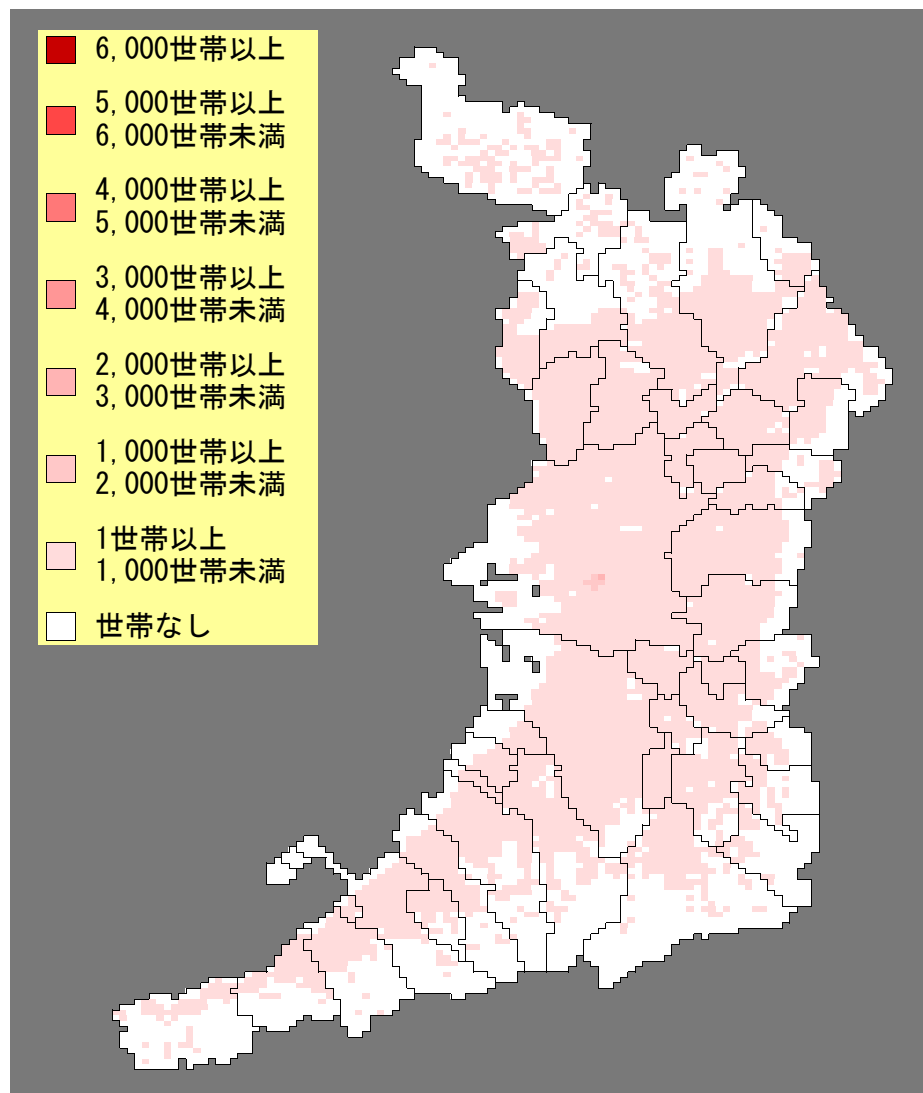 6,000世帯以上
5,000世帯以上
6,000世帯未満
4,000世帯以上
5,000世帯未満
3,000世帯以上
4,000世帯未満
2,000世帯以上
3,000世帯未満
1,000世帯以上
2,000世帯未満
1世帯以上
1,000世帯未満
世帯なし